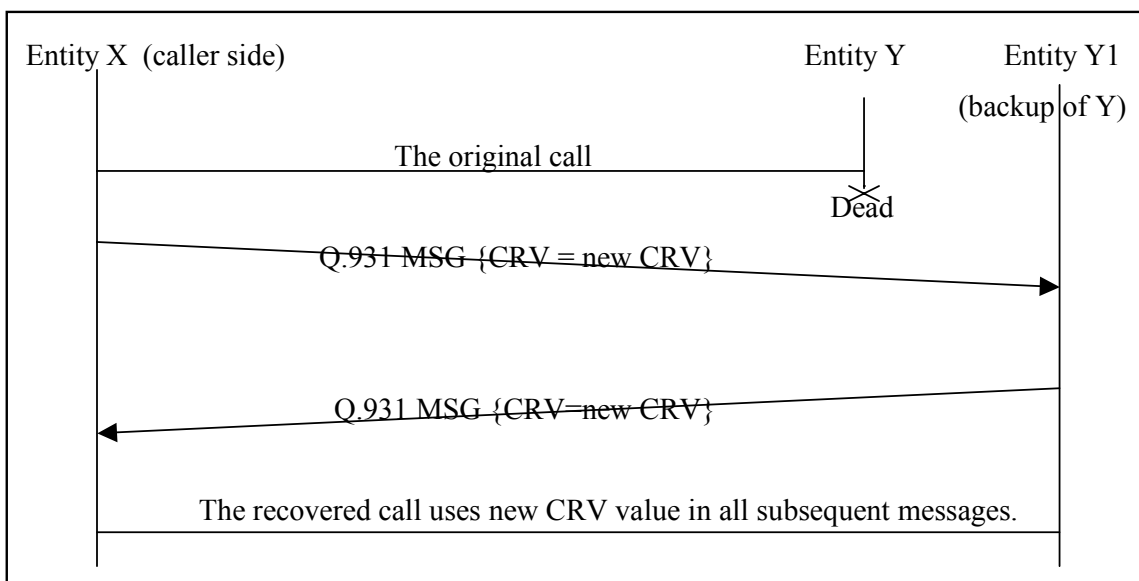 Entity X (caller side) Entity Y Entity Y1
(backup of Y)
The original call
Dead
Q.931 MSG {CRV = new CRV}
Q.931 MSG {CRV=new CRV}
The recovered call uses new CRV value in all subsequent messages.